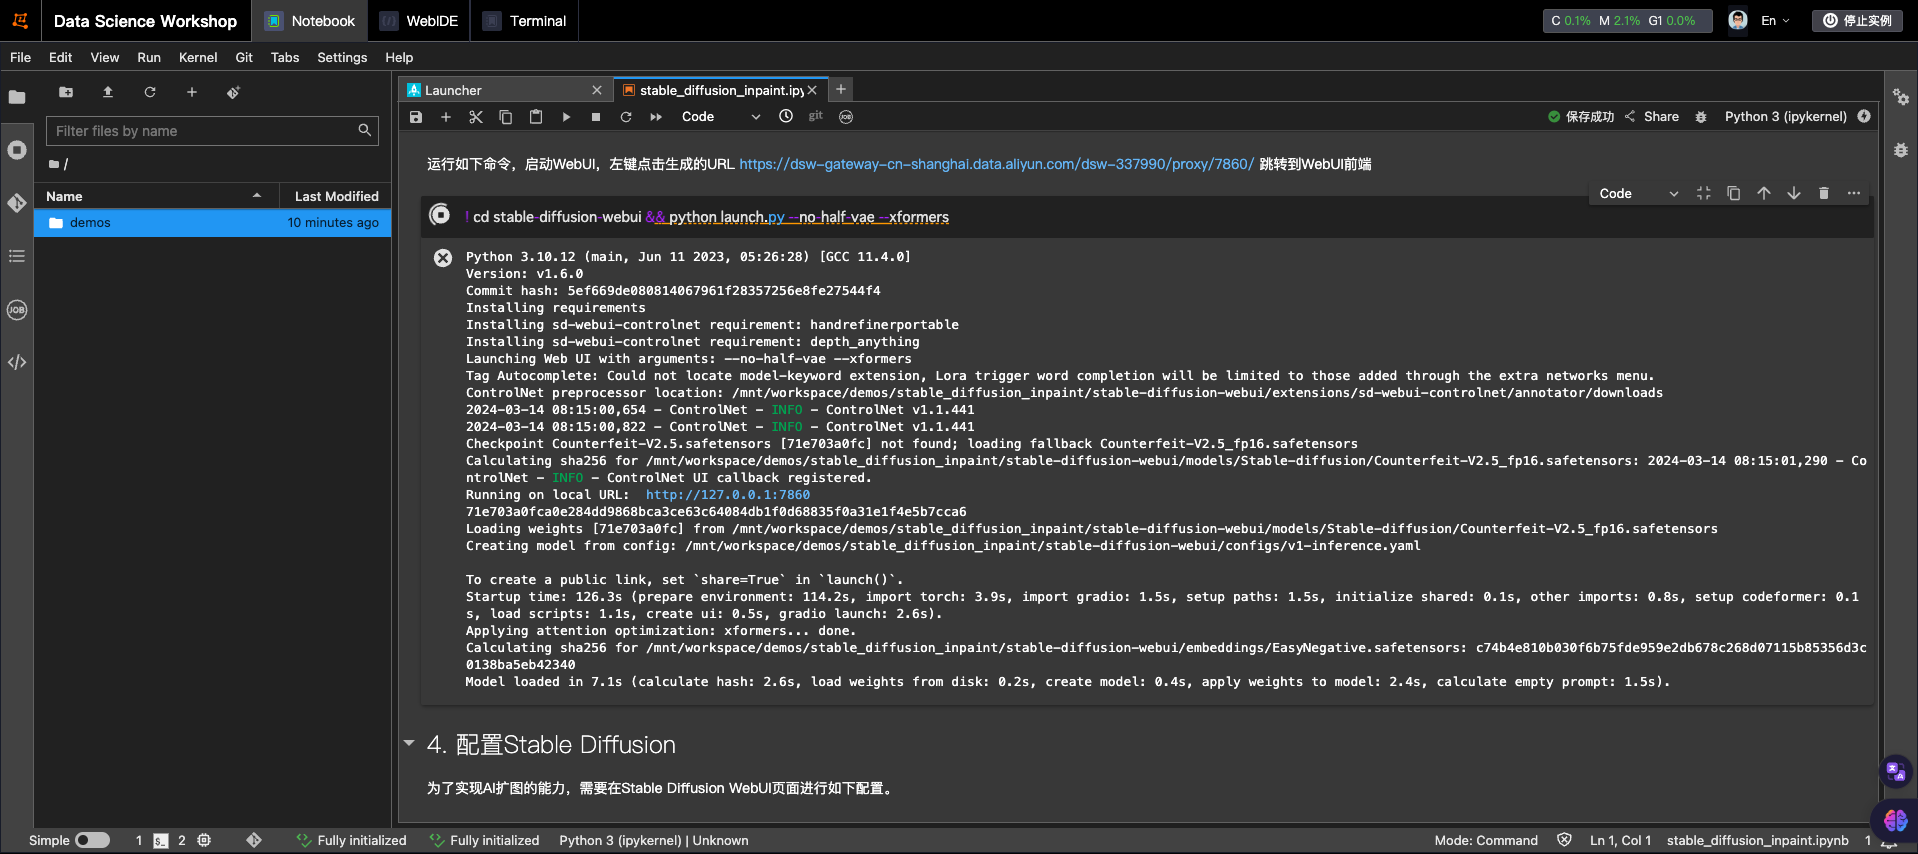 Data Science Workshop
Notebook
WebIDE
Terminal
C 0.1% M 2.1% G1 0.0%
En
停止实例
File Edit View Run Kernel Git Tabs Settings Help
Filter files by name
/
Name
Last Modified
demos
10 minutes ago
JOB
Launcher
stable_diffusion_inpaint.ipy
Code
git
JOB
保存成功
Share
Python 3 (ipykernel)
运行如下命令，启动WebUI，左键点击生成的URL https://dsw-gateway-cn-shanghai.data.aliyun.com/dsw-337990/proxy/7860/ 跳转到WebUI前端
Code
! cd stable-diffusion-webui && python launch.py --no-half-vae --xformers
Python 3.10.12 (main, Jun 11 2023, 05:26:28) [GCC 11.4.0]
Version: v1.6.0
Commit hash: 5ef669de080814067961f28357256e8fe27544f4
Installing requirements
Installing sd-webui-controlnet requirement: handrefinerportable
Installing sd-webui-controlnet requirement: depth_anything
Launching Web UI with arguments: --no-half-vae --xformers
Tag Autocomplete: Could not locate model-keyword extension, Lora trigger word completion will be limited to those added through the extra networks menu.
ControlNet preprocessor location: /mnt/workspace/demos/stable_diffusion_inpaint/stable-diffusion-webui/extensions/sd-webui-controlnet/annotator/downloads
2024-03-14 08:15:00,654 - ControlNet - INFO - ControlNet v1.1.441
2024-03-14 08:15:00,822 - ControlNet - INFO - ControlNet v1.1.441
Checkpoint Counterfeit-V2.5.safetensors [71e703a0fc] not found; loading fallback Counterfeit-V2.5_fp16.safetensors
Calculating sha256 for /mnt/workspace/demos/stable_diffusion_inpaint/stable-diffusion-webui/models/Stable-diffusion/Counterfeit-V2.5_fp16.safetensors: 2024-03-14 08:15:01,290 - Co
ntrolNet - INFO - ControlNet UI callback registered.
Running on local URL:  http://127.0.0.1:7860
71e703a0fca0e284dd9868bca3ce63c64084db1f0d68835f0a31e1f4e5b7cca6
Loading weights [71e703a0fc] from /mnt/workspace/demos/stable_diffusion_inpaint/stable-diffusion-webui/models/Stable-diffusion/Counterfeit-V2.5_fp16.safetensors
Creating model from config: /mnt/workspace/demos/stable_diffusion_inpaint/stable-diffusion-webui/configs/v1-inference.yaml
To create a public link, set `share=True` in `launch()`.
Startup time: 126.3s (prepare environment: 114.2s, import torch: 3.9s, import gradio: 1.5s, setup paths: 1.5s, initialize shared: 0.1s, other imports: 0.8s, setup codeformer: 0.1
s, load scripts: 1.1s, create ui: 0.5s, gradio launch: 2.6s).
Applying attention optimization: xformers... done.
Calculating sha256 for /mnt/workspace/demos/stable_diffusion_inpaint/stable-diffusion-webui/embeddings/EasyNegative.safetensors: c74b4e810b030f6b75fde959e2db678c268d07115b85356d3c
0138ba5eb42340
Model loaded in 7.1s (calculate hash: 2.6s, load weights from disk: 0.2s, create model: 0.4s, apply weights to model: 2.4s, calculate empty prompt: 1.5s).
4. 配置Stable Diffusion
为了实现AI扩图的能力，需要在Stable Diffusion WebUI页面进行如下配置。
Simple 1 2 Fully initialized Fully initialized Python 3 (ipykernel) | Unknown
Mode: Command Ln 1, Col 1 stable_diffusion_inpaint.ipynb 1